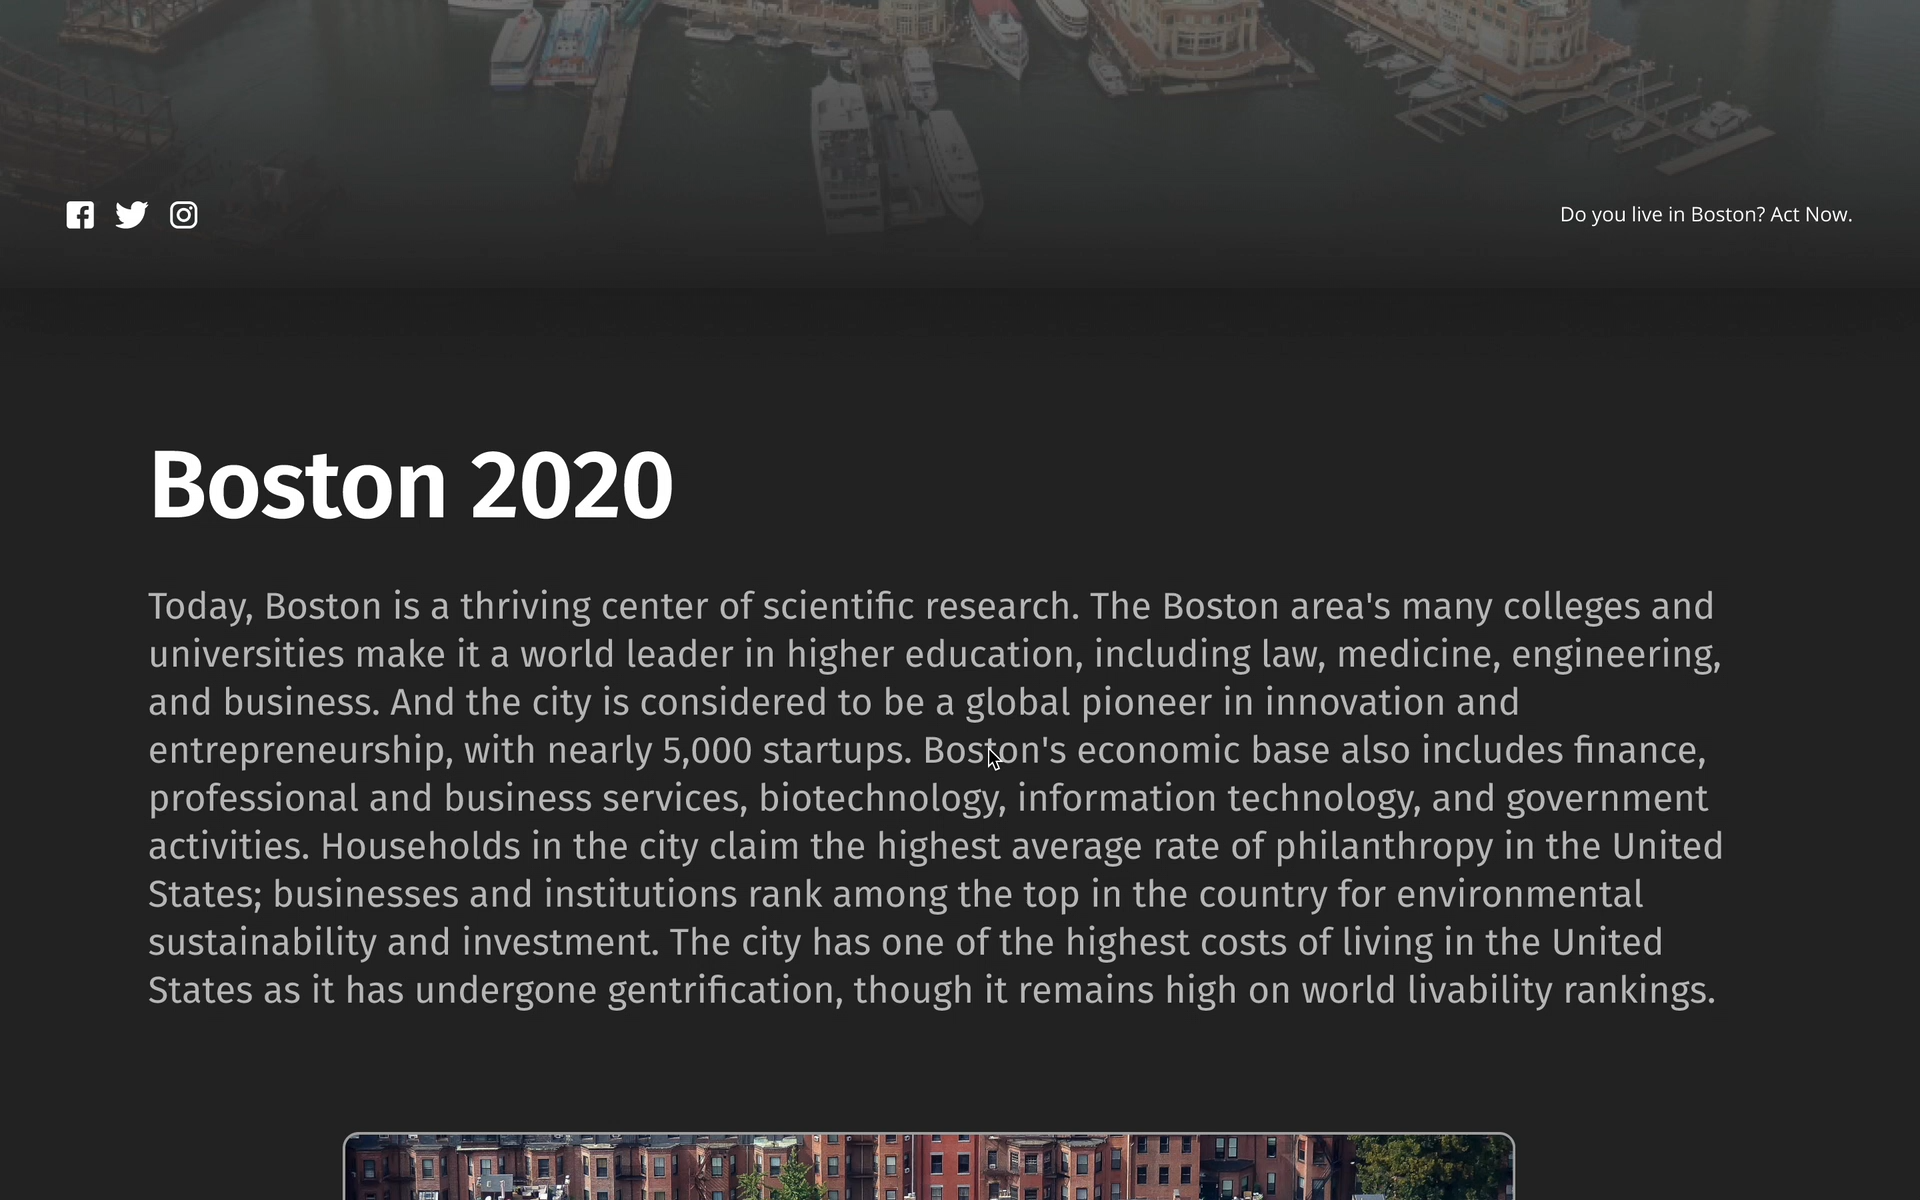 Do you live in Boston? Act Now.
Boston 2020
Today, Boston is a thriving center of scientific research. The Boston area's many colleges and
universities make it a world leader in higher education, including law, medicine, engineering,
and business. And the city is considered to be a global pioneer in innovation and
entrepreneurship, with nearly 5,000 startups. Boston's economic base also includes finance,
professional and business services, biotechnology, information technology, and government
activities. Households in the city claim the highest average rate of philanthropy in the United
States; businesses and institutions rank among the top in the country for environmental
sustainability and investment. The city has one of the highest costs of living in the United
States as it has undergone gentrification, though it remains high on world livability rankings.